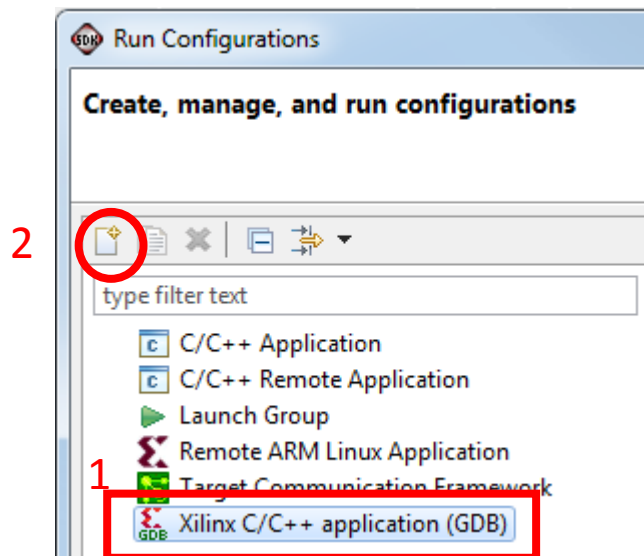 SDK Run Configurations
Create, manage, and run configurations
2
type filter text
C C/C++ Application
C C/C++ Remote Application
Launch Group
Remote ARM Linux Application
1
Target Communication Framework
GDB Xilinx C/C++ application (GDB)